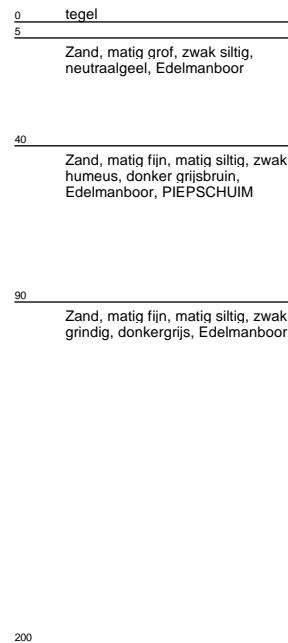 0 tegel
5
Zand, matig grof, zwak siltig,
neutraalgeel, Edelmanboor
40
Zand, matig fijn, matig siltig, zwak
humeus, donker grijsbruin,
Edelmanboor, PIEPSCHUIM
90
Zand, matig fijn, matig siltig, zwak
grindig, donkergrijs, Edelmanboor
200